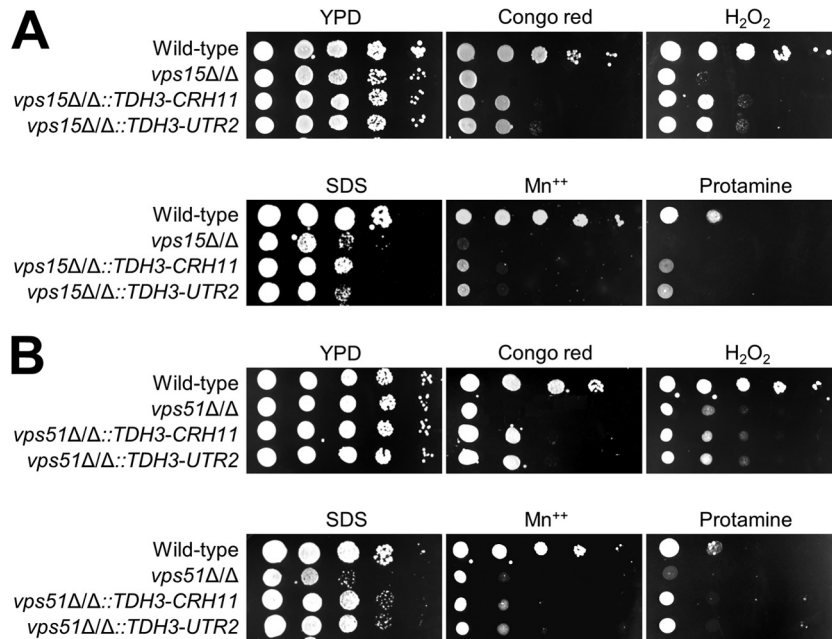 A
YPD
Congo red
H₂O₂
Wild-type
vps15Δ/Δ
vps15Δ/Δ::TDH3-CRH11
vps15Δ/Δ::TDH3-UTR2
SDS
Mn⁺⁺
Protamine
Wild-type
vps15Δ/Δ
vps15Δ/Δ::TDH3-CRH11
vps15Δ/Δ::TDH3-UTR2
B
YPD
Congo red
H₂O₂
Wild-type
vps51Δ/Δ
vps51Δ/Δ::TDH3-CRH11
vps51Δ/Δ::TDH3-UTR2
SDS
Mn⁺⁺
Protamine
Wild-type
vps51Δ/Δ
vps51Δ/Δ::TDH3-CRH11
vps51Δ/Δ::TDH3-UTR2